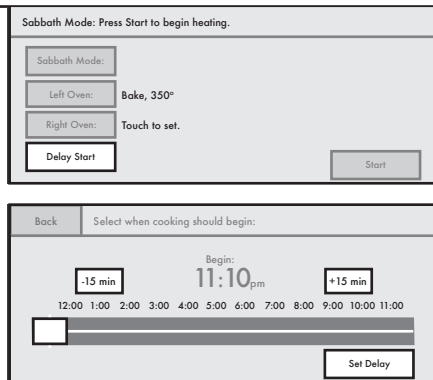 Sabbath Mode: Press Start to begin heating.
Sabbath Mode:
Left Oven: Bake, 350°
Right Oven: Touch to set.
Delay Start
Start
Back Select when cooking should begin:
Begin:
-15 min 11:10pm +15 min
12:00 1:00 2:00 3:00 4:00 5:00 6:00 7:00 8:00 9:00 10:00 11:00
Set Delay